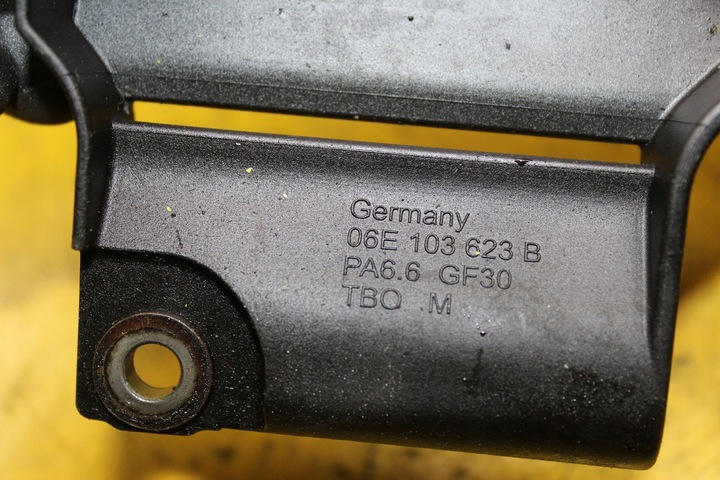 Germany
06E 103 623 B
PA6.6 GF30
TBO M